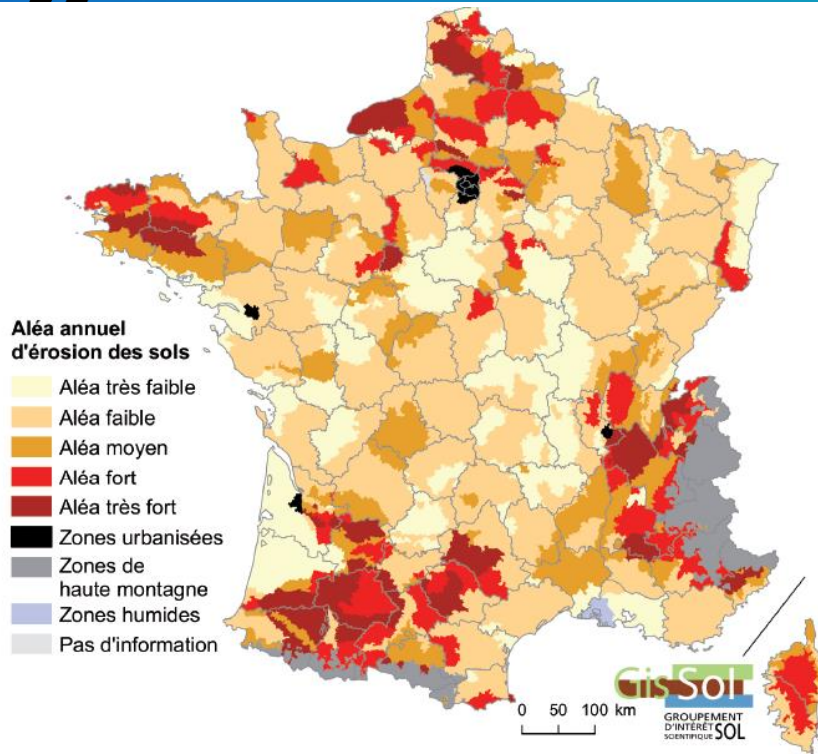 Aléa annuel
d'érosion des sols
Aléa très faible
Aléa faible
Aléa moyen
Aléa fort
Aléa très fort
Zones urbanisées
Zones de
haute montagne
Zones humides
Pas d'information
0 50 100 km
GisSol
GROUPEMENT
D'INTÉRÊT
SCIENTIFIQUE SOL